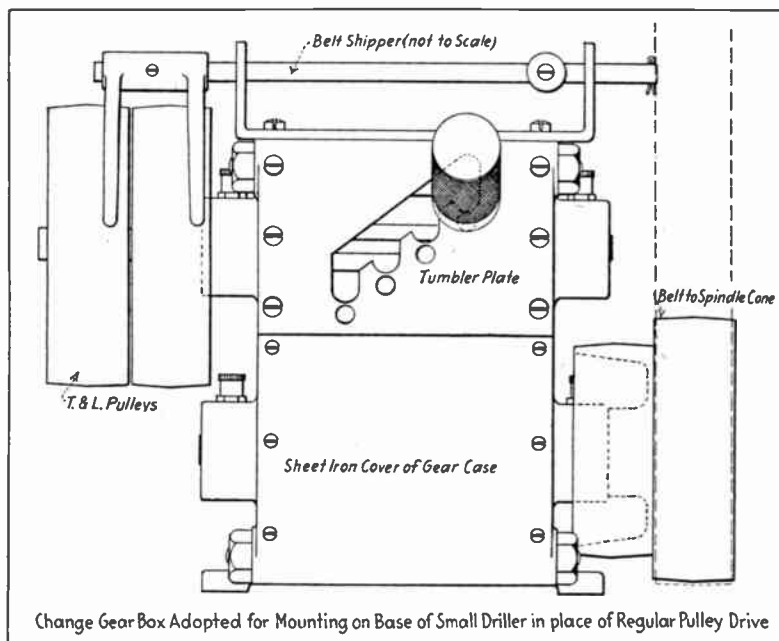 Belt Shipper (not to Scale)
Tumbler Plate
Belt to Spindle Cone
T. & L. Pulleys
Sheet Iron Cover of Gear Case
Change Gear Box Adopted for Mounting on Base of Small Driller in place of Regular Pulley Drive